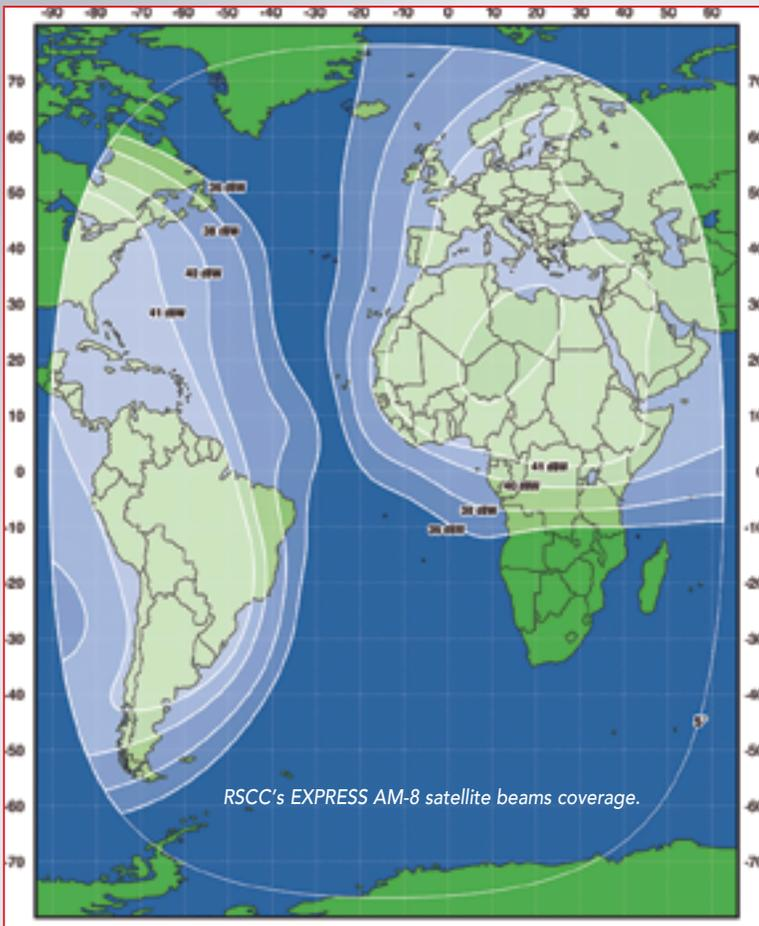 -90 -80 -70 -60 -50 -40 -30 -20 -10 0 10 20 30 40 50 60
70
60
50
40
30
20
10
0
-10
-20
-30
-40
-50
-60
-70
36 dBW
38 dBW
40 dBW
41 dBW
41 dBW
40 dBW
38 dBW
36 dBW
5°
RSCC's EXPRESS AM-8 satellite beams coverage.